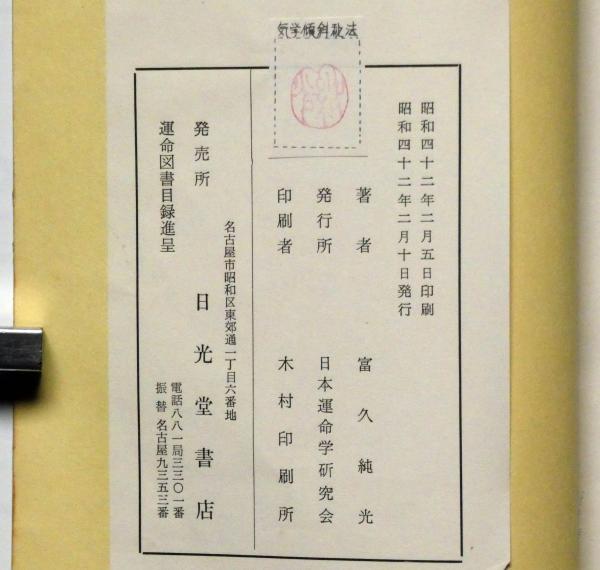 気学傾斜秘法
昭和四十二年二月五日印刷
昭和四十二年二月十日発行
著者 富久純光
発行所 日本運命学研究会
印刷者 木村印刷所
名古屋市昭和区東郊通一丁目六番地
発売所 日光堂書店
電話八八一局三三〇一番
振替名古屋九三五三番
運命図書目録進呈